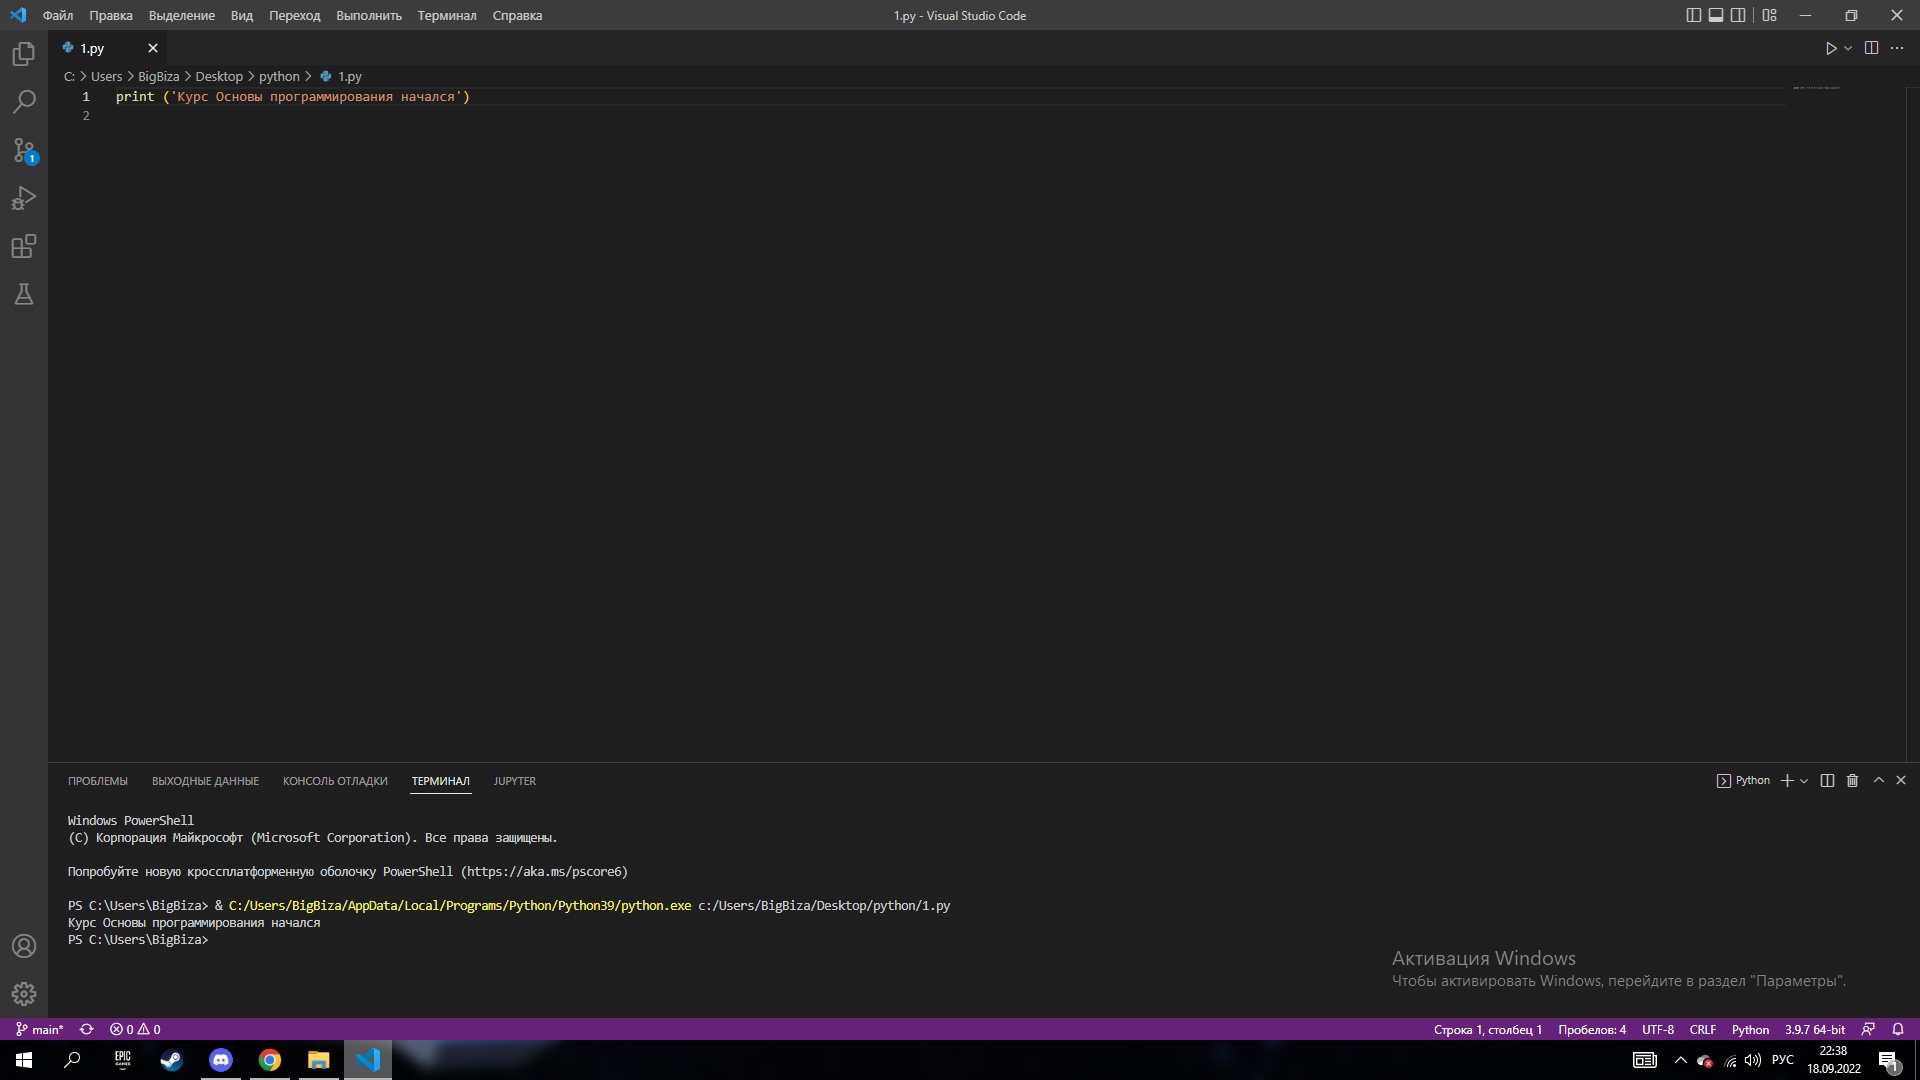 Файл Правка Выделение Вид Переход Выполнить Терминал Справка
1.py - Visual Studio Code
1.py
C: > Users > BigBiza > Desktop > python > 1.py
1 print ('Курс Основы программирования начался')
2
1
ПРОБЛЕМЫ ВЫХОДНЫЕ ДАННЫЕ КОНСОЛЬ ОТЛАДКИ ТЕРМИНАЛ JUPYTER
Python
Windows PowerShell
(C) Корпорация Майкрософт (Microsoft Corporation). Все права защищены.
Попробуйте новую кроссплатформенную оболочку PowerShell (https://aka.ms/pscore6)
PS C:\Users\BigBiza> & C:/Users/BigBiza/AppData/Local/Programs/Python/Python39/python.exe c:/Users/BigBiza/Desktop/python/1.py
Курс Основы программирования начался
PS C:\Users\BigBiza>
Активация Windows
Чтобы активировать Windows, перейдите в раздел "Параметры".
main* 0 0 Строка 1, столбец 1 Пробелов: 4 UTF-8 CRLF Python 3.9.7 64-bit
EPIC GAMES
РУС
22:38
18.09.2022
1